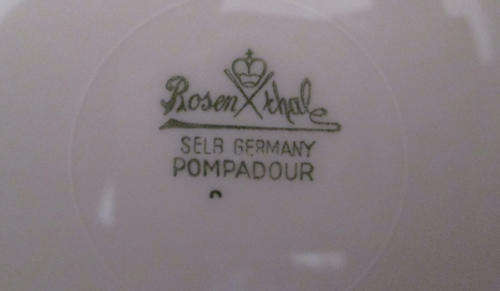 Rosenthal
SELB GERMANY
POMPADOUR